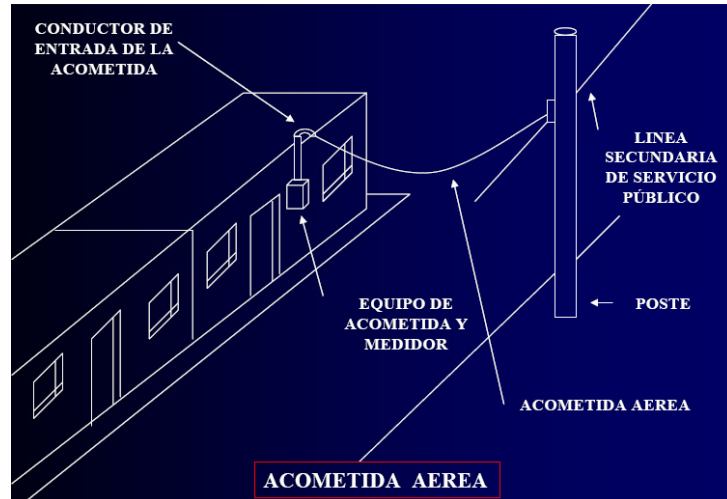 CONDUCTOR DE
ENTRADA DE LA
ACOMETIDA
LINEA
SECUNDARIA
DE SERVICIO
PÚBLICO
EQUIPO DE
ACOMETIDA Y
MEDIDOR
POSTE
ACOMETIDA AEREA
ACOMETIDA AEREA